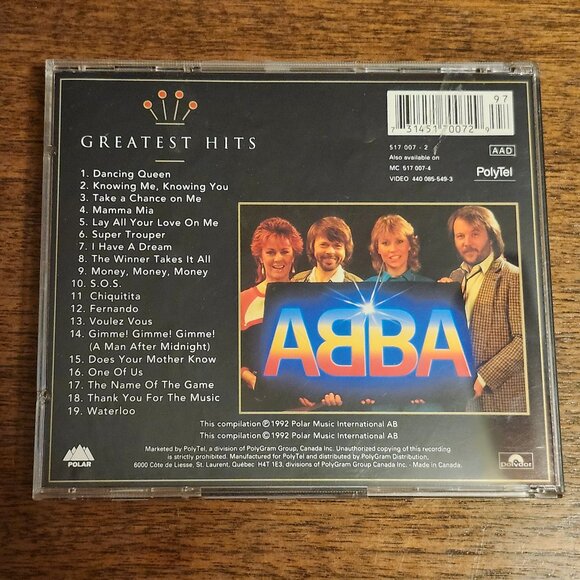 GREATEST HITS
1. Dancing Queen
2. Knowing Me, Knowing You
3. Take a Chance on Me
4. Mamma Mia
5. Lay All Your Love On Me
6. Super Trouper
7. I Have A Dream
8. The Winner Takes It All
9. Money, Money, Money
10. S.O.S.
11 Chiquitita
12. Fernando
13. Voulez Vous
14. Gimme! Gimme! Gimme!
(A Man After Midnight)
15. Does Your Mother Know
16. One Of Us
17. The Name Of The Game
18. Thank You For The Music
19. Waterloo
97
7 31451 70072 9
517 007 - 2
Also available on
MC 517 007-4
VIDEO 440 085-549-3
AAD
PolyTel
ABBA
This compilation ℗ 1992 Polar Music International AB
This compilation © 1992 Polar Music International AB
Marketed by PolyTel, a division of PolyGram Group, Canada Inc. Unauthorized copying of this recording
is strictly prohibited. Manufactured for PolyTel and distributed by PolyGram Distribution,
6000 Côte de Liesse, St. Laurent, Québec H4T 1E3, divisions of PolyGram Group Canada Inc. - Made in Canada.
POLAR
Polydor